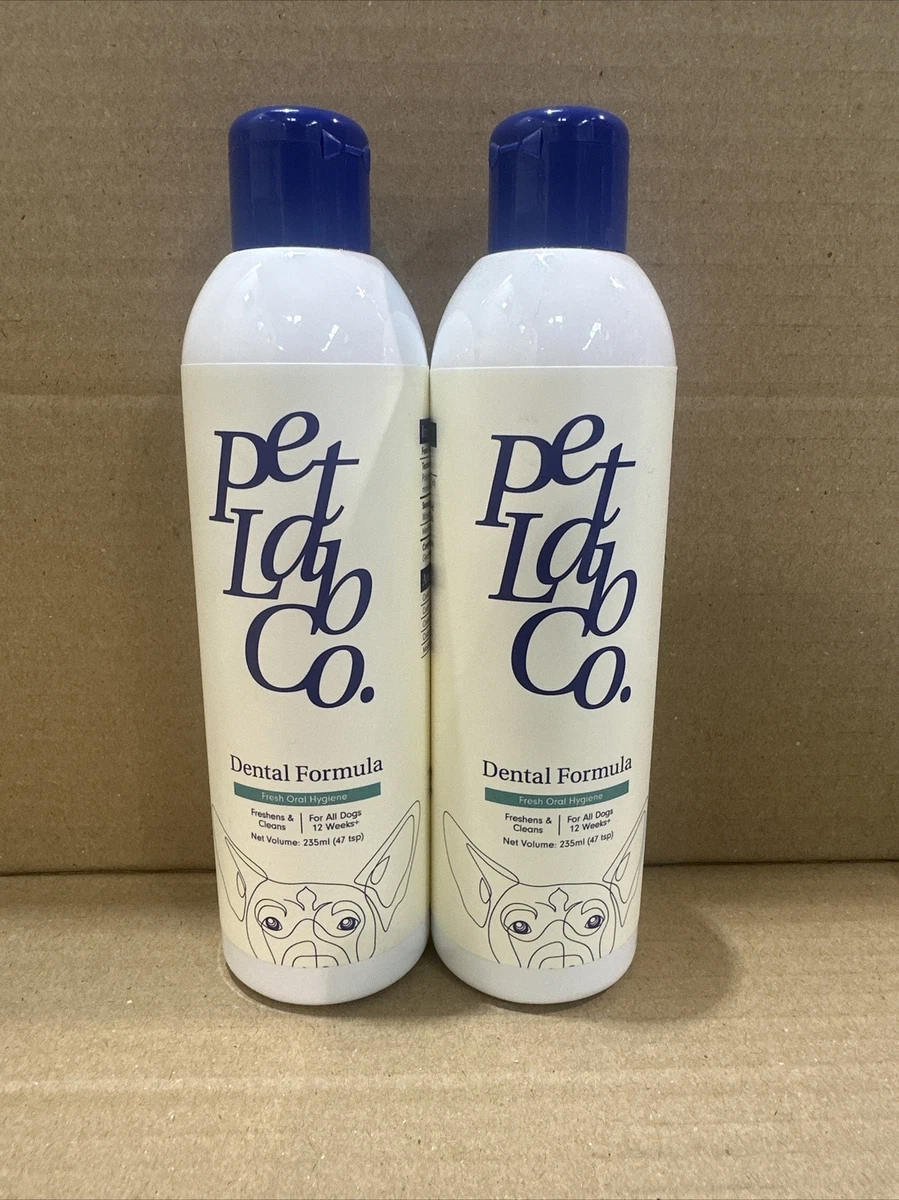 Pet
Lab
Co.
Dental Formula
Fresh Oral Hygiene
Freshens &
Cleans
For All Dogs
12 Weeks+
Net Volume: 235ml (47 tsp)
Pet
Lab
Co.
Dental Formula
Fresh Oral Hygiene
Freshens &
Cleans
For All Dogs
12 Weeks+
Net Volume: 235ml (47 tsp)